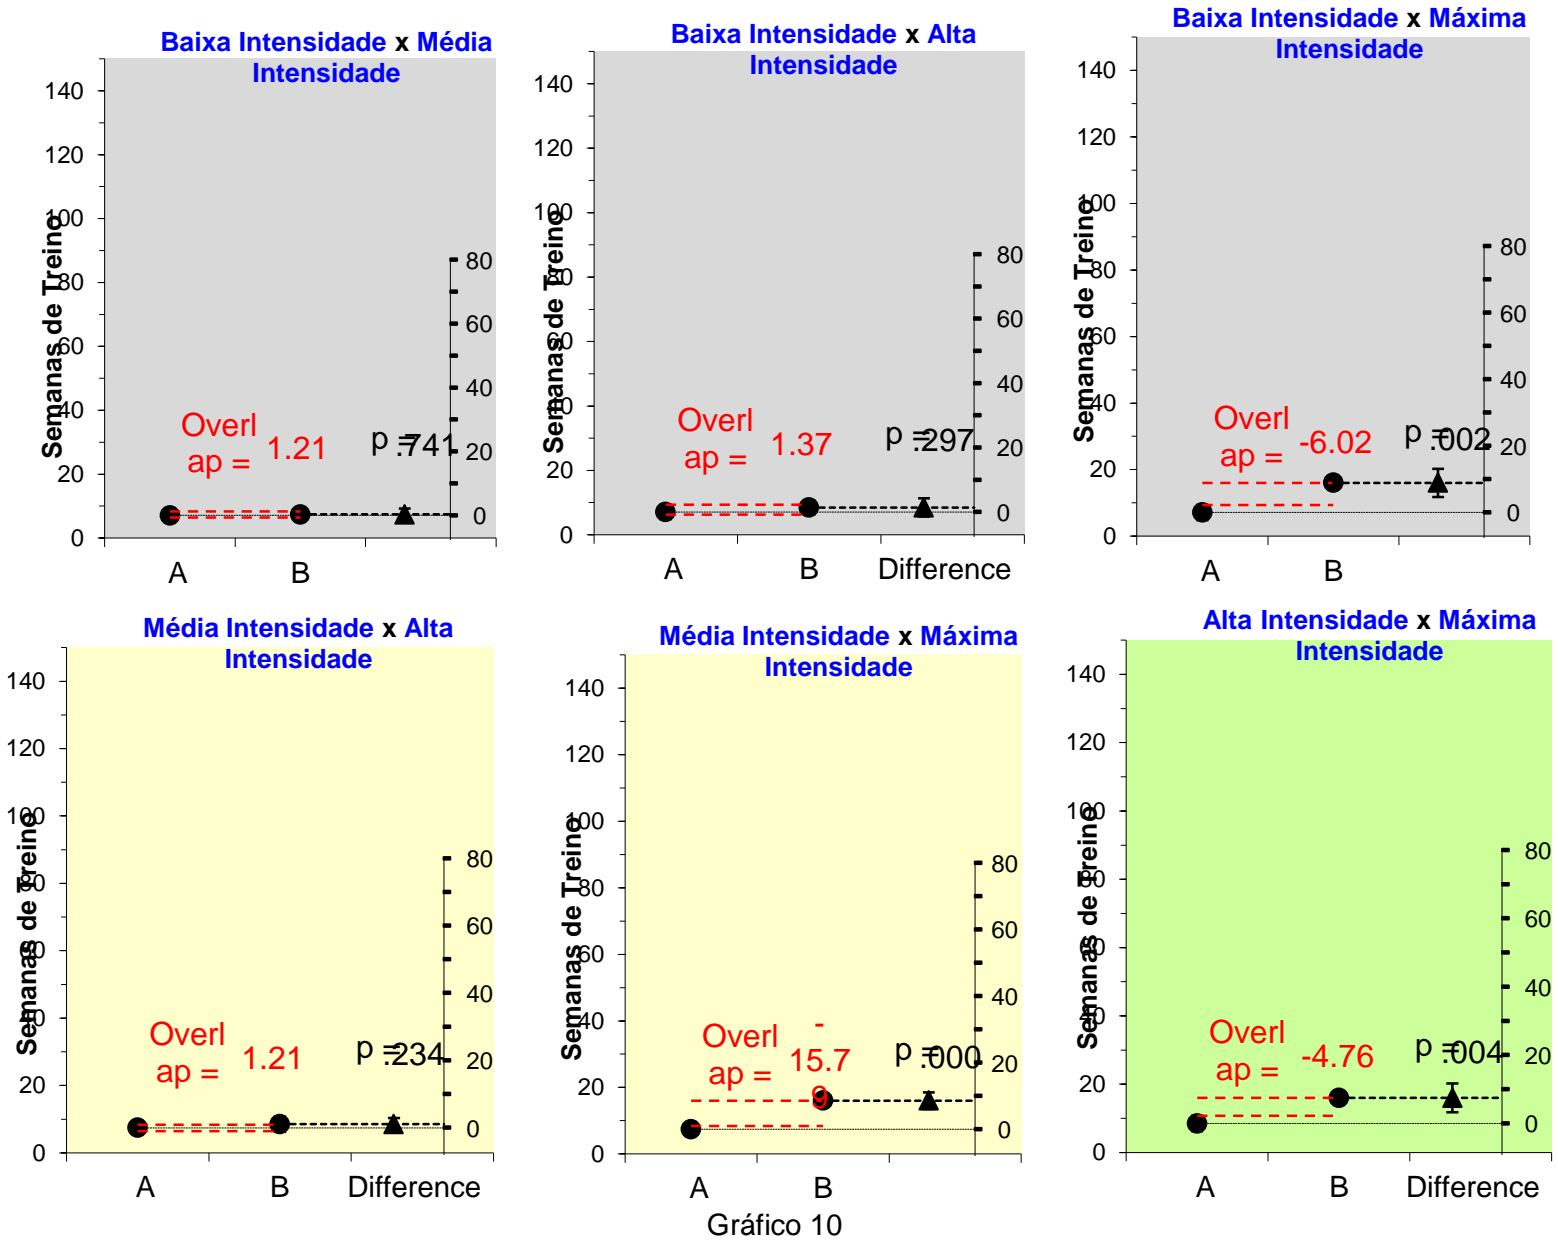 Baixa Intensidade x Média
Intensidade
140
120
100
80
60
40
20
0
Semanas de Treino
Overl
ap =
1.21
p =
.741
80
60
40
20
0
A
B
Baixa Intensidade x Alta
Intensidade
140
120
100
80
60
40
20
0
Semanas de Treino
Overl
ap =
1.37
p =
.297
80
60
40
20
0
A
B
Difference
Baixa Intensidade x Máxima
Intensidade
140
120
100
80
60
40
20
0
Semanas de Treino
Overl
ap =
-6.02
p =
.002
80
60
40
20
0
A
B
Média Intensidade x Alta
Intensidade
140
120
100
80
60
40
20
0
Semanas de Treino
Overl
ap =
1.21
p =
.234
80
60
40
20
0
A
B
Difference
Média Intensidade x Máxima
Intensidade
140
120
100
80
60
40
20
0
Semanas de Treino
Overl
ap =
-
15.7
9
p =
.000
80
60
40
20
0
A
B
Alta Intensidade x Máxima
Intensidade
140
120
100
80
60
40
20
0
Semanas de Treino
Overl
ap =
-4.76
p =
.004
80
60
40
20
0
A
B
Difference
Gráfico 10